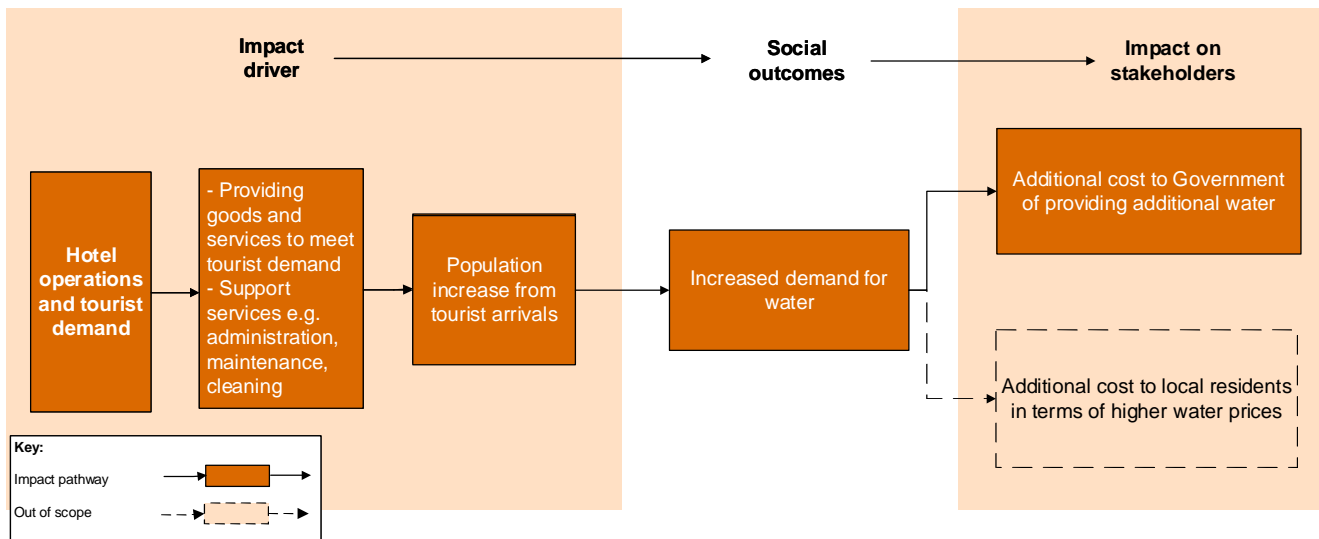 Impact
driver
Social
outcomes
Impact on
stakeholders
Hotel
operations
and tourist
demand
- Providing
goods and
services to meet
tourist demand
- Support
services e.g.
administration,
maintenance,
cleaning
Population
increase from
tourist arrivals
Increased demand for
water
Additional cost to Government
of providing additional water
Additional cost to local residents
in terms of higher water prices
Key:
Impact pathway
Out of scope